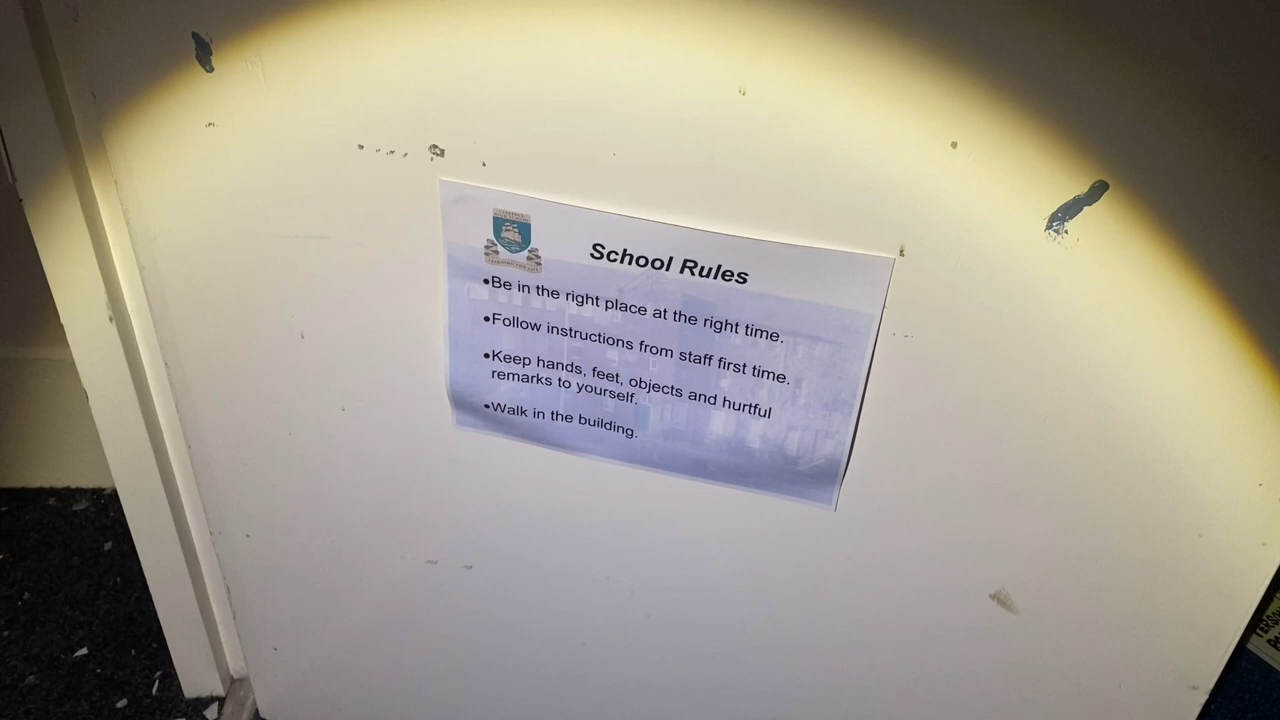 School Rules
•Be in the right place at the right time.
•Follow instructions from staff first time.
•Keep hands, feet, objects and hurtful
remarks to yourself.
•Walk in the building.